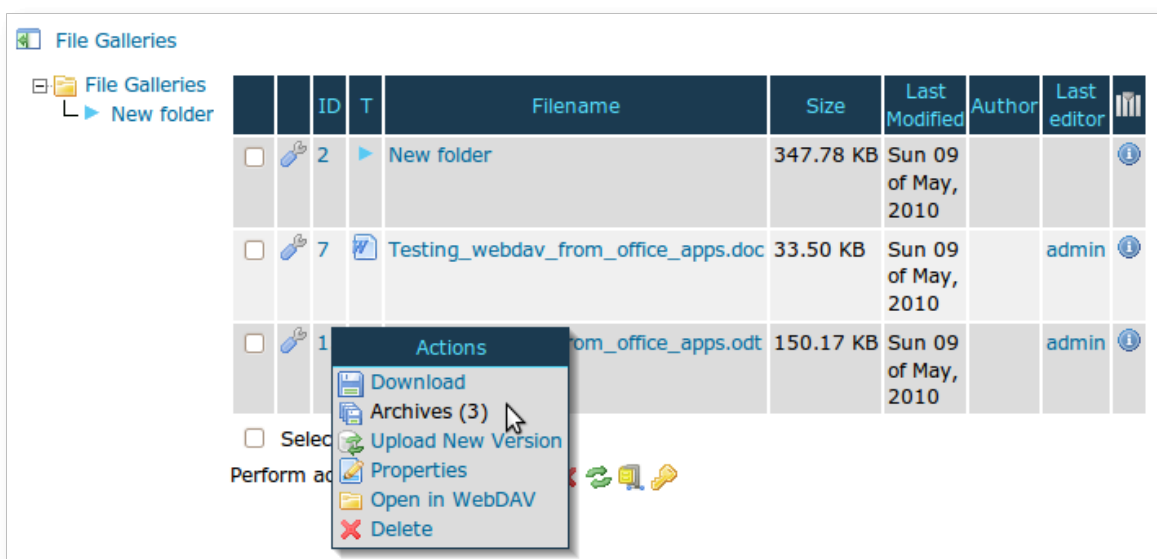 File Galleries
File Galleries
New folder
ID T Filename Size Last Modified Author Last editor
2 New folder 347.78 KB Sun 09 of May, 2010
7 Testing_webdav_from_office_apps.doc 33.50 KB Sun 09 of May, 2010 admin
1 om_office_apps.odt 150.17 KB Sun 09 of May, 2010 admin
Actions
Download
Archives (3)
Upload New Version
Properties
Open in WebDAV
Delete
Selec
Perform ac